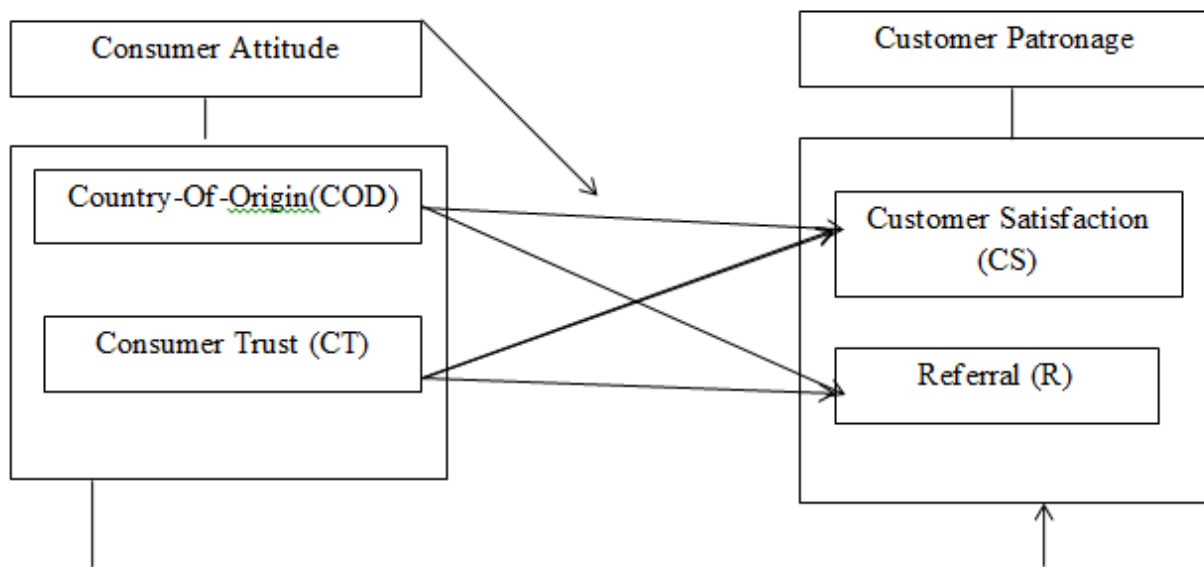 Consumer Attitude
Customer Patronage
Country-Of-Origin(COD)
Consumer Trust (CT)
Customer Satisfaction
(CS)
Referral (R)